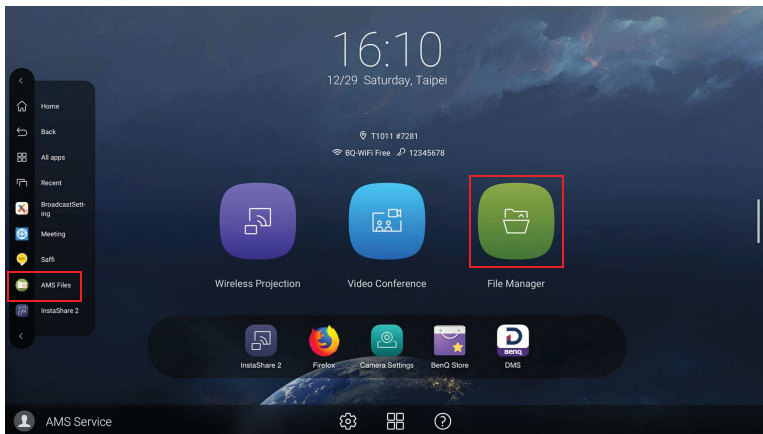 16:10
12/29 Saturday, Taipei
T1011 #7281
BQ-WiFi Free 12345678
Home
Back
All apps
Recent
BroadcastSett-
ing
Meeting
Saffi
AMS Files
InstaShare 2
Wireless Projection
Video Conference
File Manager
InstaShare 2
Firefox
Camera Settings
BenQ Store
BenQ
DMS
AMS Service